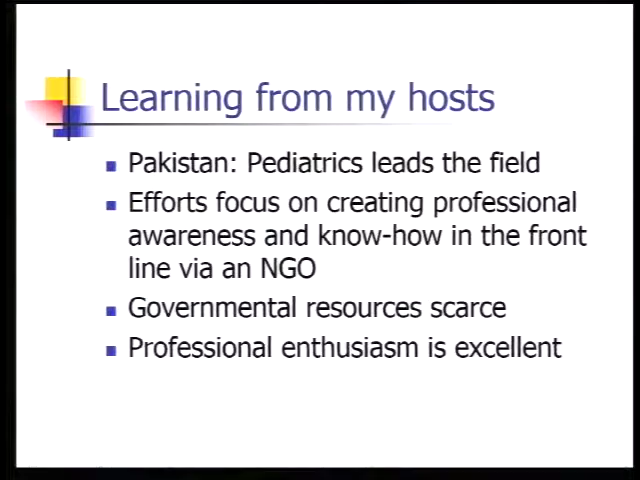 Learning from my hosts
Pakistan: Pediatrics leads the field
Efforts focus on creating professional
awareness and know-how in the front
line via an NGO
Governmental resources scarce
Professional enthusiasm is excellent